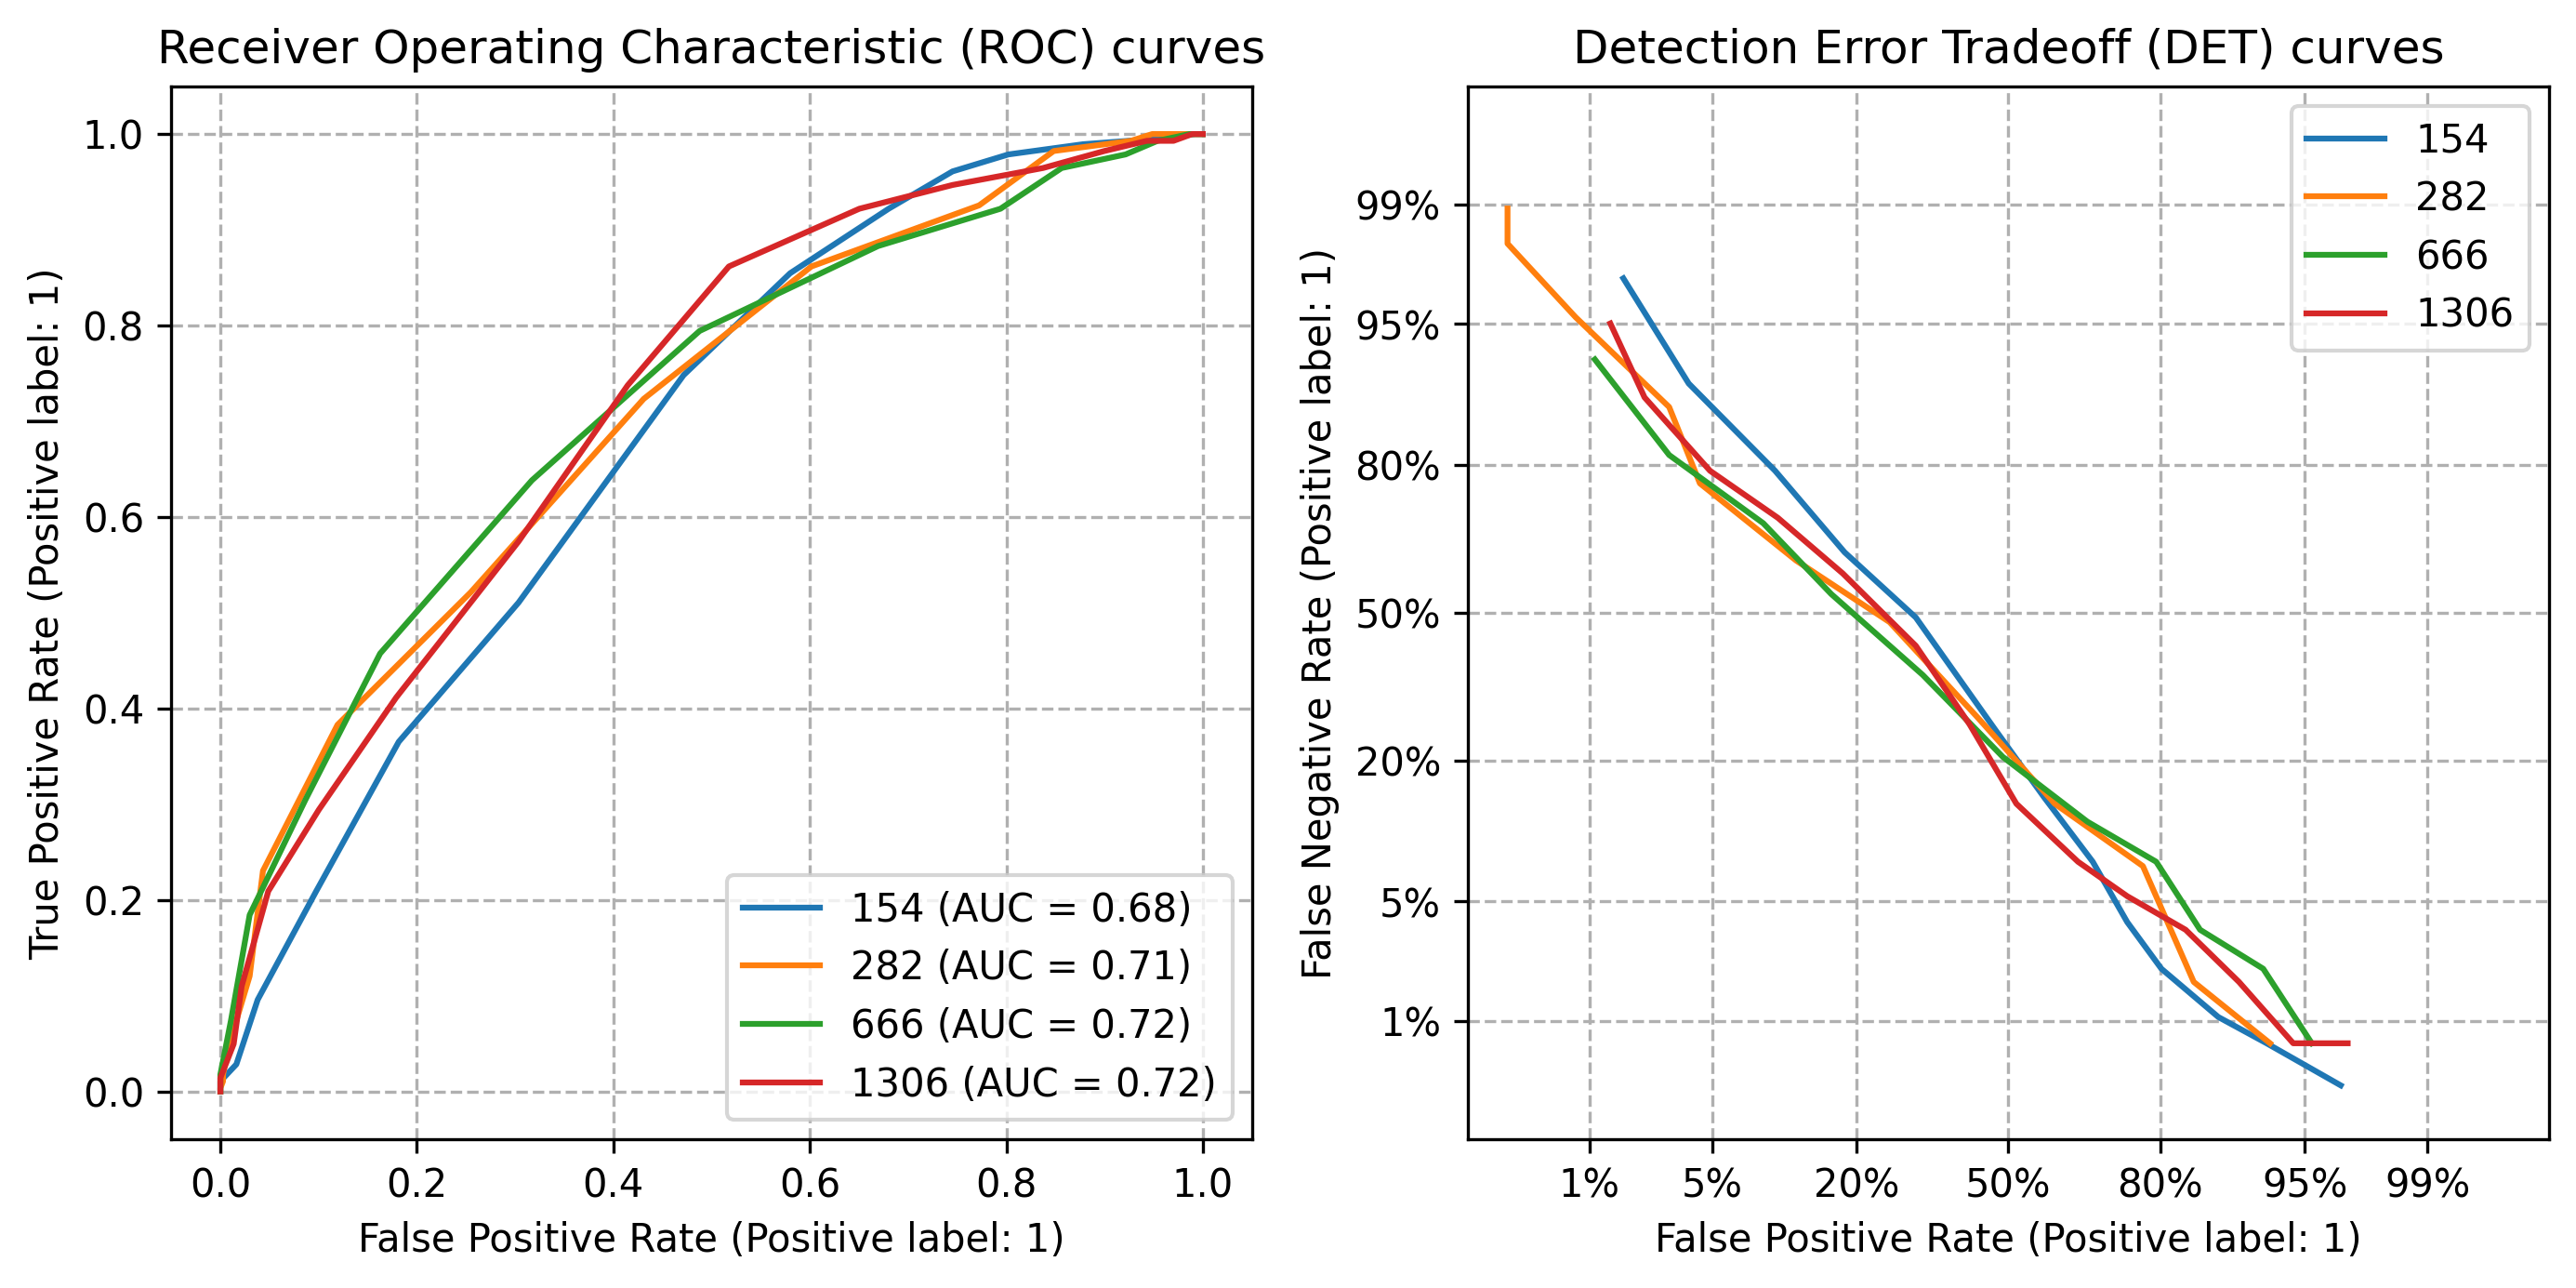 Receiver Operating Characteristic (ROC) curves
True Positive Rate (Positive label: 1)
1.0
0.8
0.6
0.4
0.2
0.0
154 (AUC = 0.68)
282 (AUC = 0.71)
666 (AUC = 0.72)
1306 (AUC = 0.72)
0.0 0.2 0.4 0.6 0.8 1.0
False Positive Rate (Positive label: 1)
Detection Error Tradeoff (DET) curves
False Negative Rate (Positive label: 1)
99%
95%
80%
50%
20%
5%
1%
154
282
666
1306
1% 5% 20% 50% 80% 95% 99%
False Positive Rate (Positive label: 1)